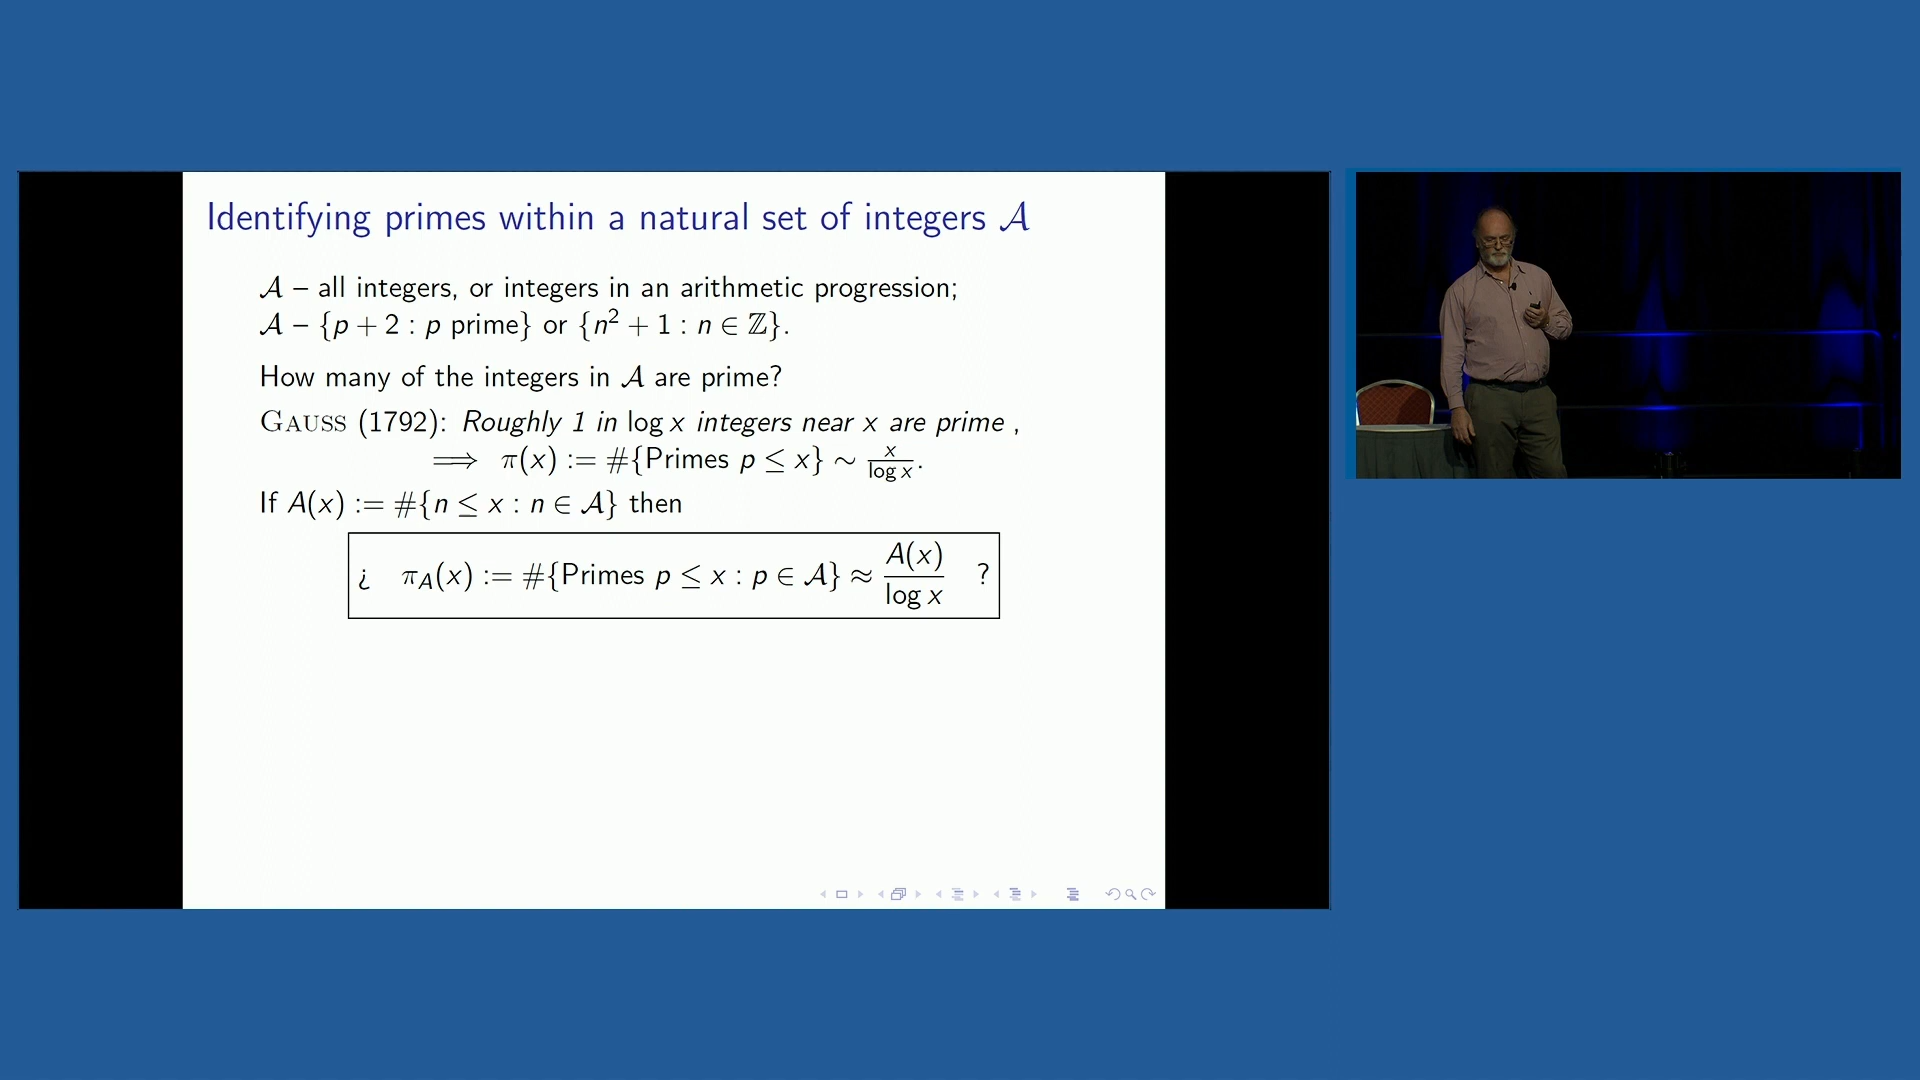 Identifying primes within a natural set of integers 𝒜
𝒜 – all integers, or integers in an arithmetic progression;
𝒜 – {p + 2 : p prime} or {n² + 1 : n ∈ ℤ}.
How many of the integers in 𝒜 are prime?
GAUSS (1792): Roughly 1 in log x integers near x are prime ,
⟹ π(x) := #{Primes p ≤ x} ∼ x/log x.
If A(x) := #{n ≤ x : n ∈ 𝒜} then
¿ π_A(x) := #{Primes p ≤ x : p ∈ 𝒜} ≈ A(x)/log x ?